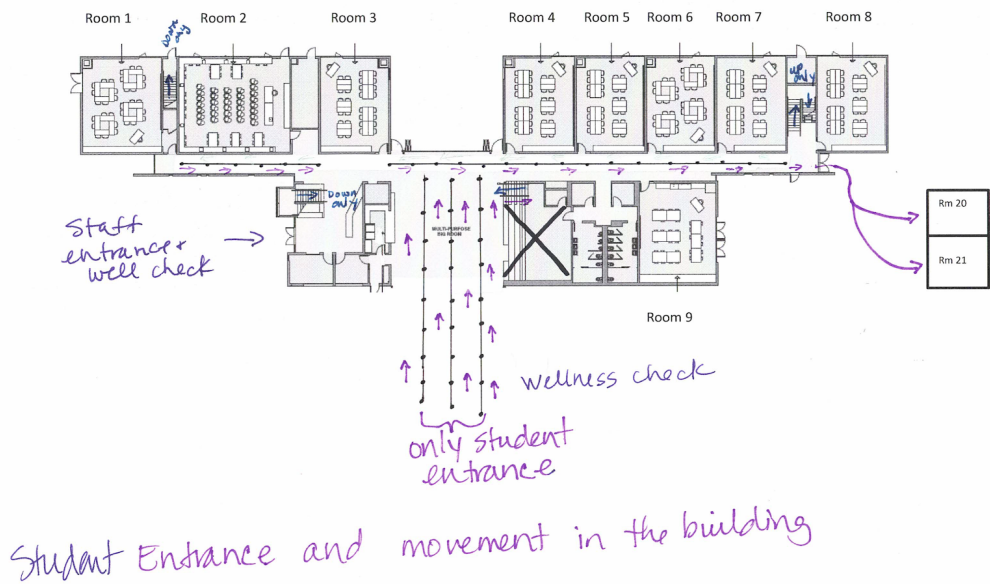 Room 1
Room 2
Room 3
Room 4
Room 5
Room 6
Room 7
Room 8
Down
only
up
only
Down
only
MULTI-PURPOSE
Rm 20
Rm 21
Staff
entrance +
well check
Room 9
wellness check
only student
entrance
Student Entrance and movement in the building